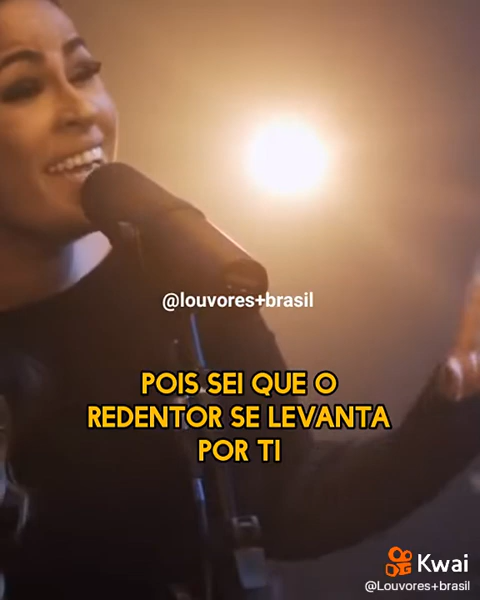 @louvores+brasil
POIS SEI QUE O
REDENTOR SE LEVANTA
POR TI
Kwai
@Louvores+brasil